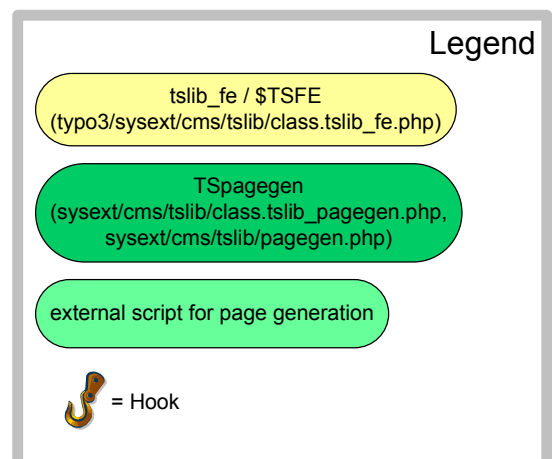 Legend
tslib_fe / $TSFE
(typo3/sysext/cms/tslib/class.tslib_fe.php)
TSpagegen
(sysext/cms/tslib/class.tslib_pagegen.php,
sysext/cms/tslib/pagegen.php)
external script for page generation
= Hook